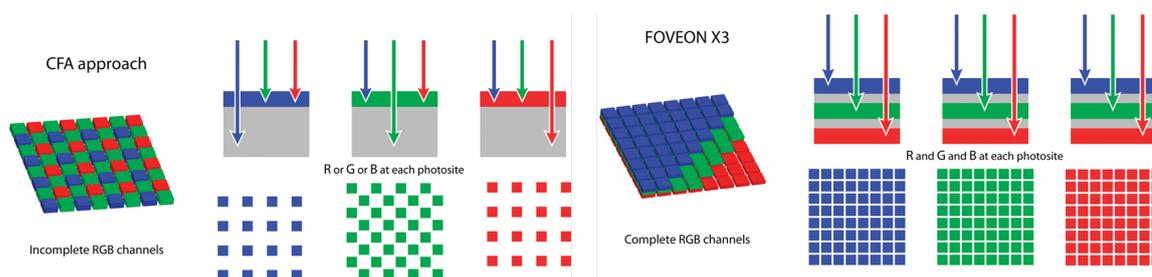 CFA approach
R or G or B at each photosite
Incomplete RGB channels
FOVEON X3
R and G and B at each photosite
Complete RGB channels